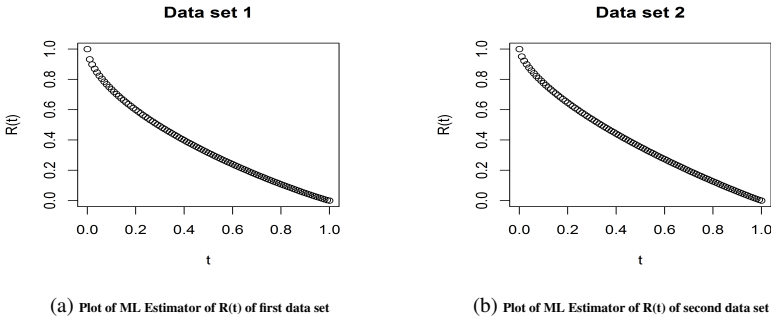 Data set 1
R(t)
1.0
0.8
0.6
0.4
0.2
0.0
0.0 0.2 0.4 0.6 0.8 1.0
t
(a) Plot of ML Estimator of R(t) of first data set
Data set 2
R(t)
1.0
0.8
0.6
0.4
0.2
0.0
0.0 0.2 0.4 0.6 0.8 1.0
t
(b) Plot of ML Estimator of R(t) of second data set